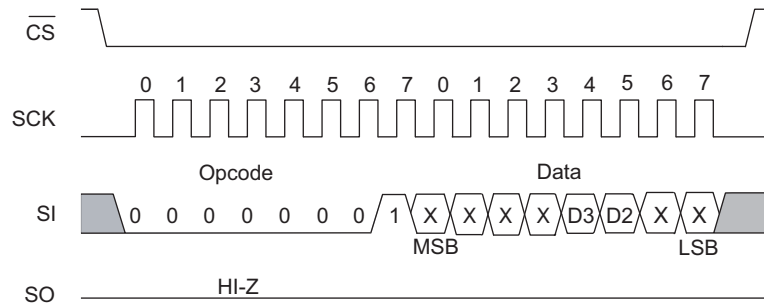 CS
0 1 2 3 4 5 6 7 0 1 2 3 4 5 6 7
SCK
Opcode Data
SI 0 0 0 0 0 0 0 1 X X X X D3 D2 X X
MSB LSB
HI-Z
SO